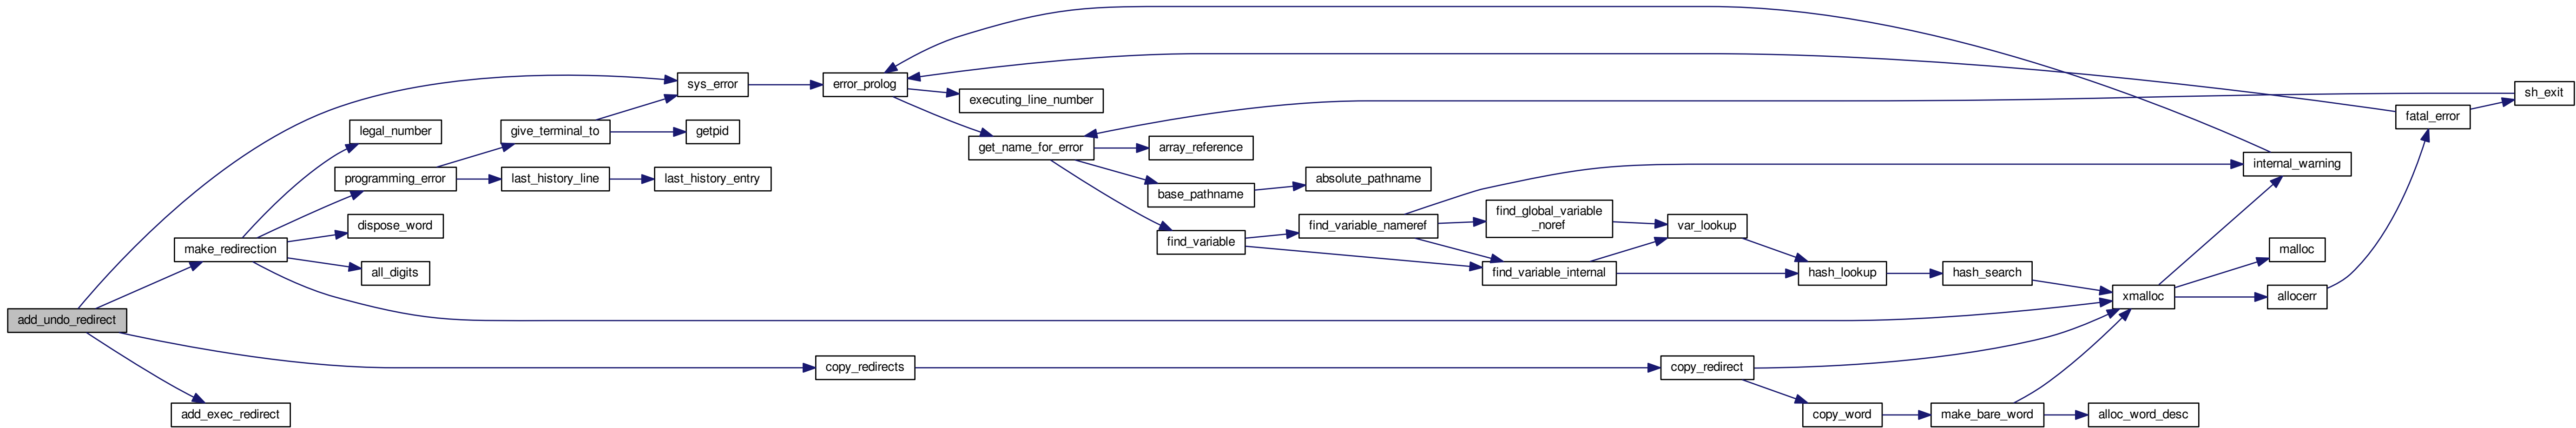 add_undo_redirect
make_redirection
add_exec_redirect
legal_number
programming_error
dispose_word
all_digits
give_terminal_to
last_history_line
sys_error
getpid
last_history_entry
copy_redirects
error_prolog
executing_line_number
get_name_for_error
array_reference
base_pathname
find_variable
absolute_pathname
find_variable_nameref
find_global_variable
_noref
find_variable_internal
var_lookup
copy_redirect
hash_lookup
copy_word
hash_search
make_bare_word
xmalloc
alloc_word_desc
internal_warning
malloc
allocerr
fatal_error
sh_exit